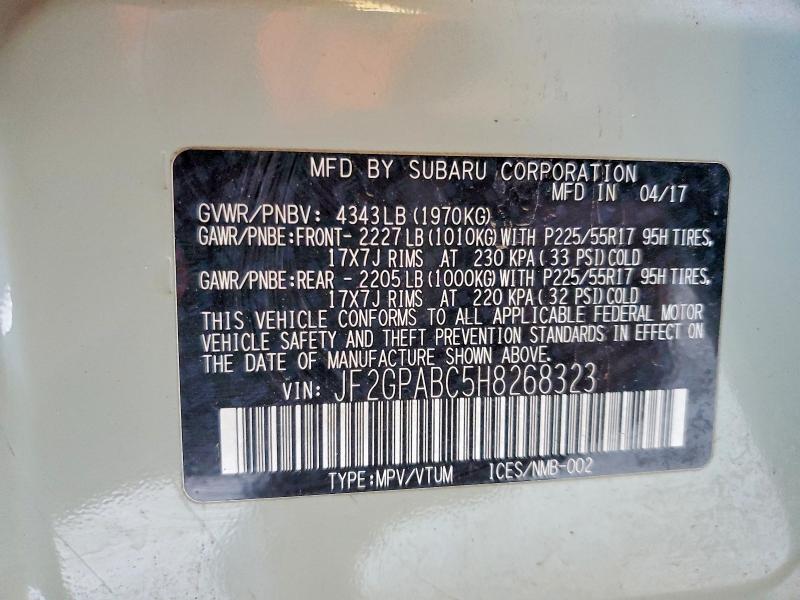 MFD BY SUBARU CORPORATION
MFD IN 04/17
GVWR/PNBV: 4343LB (1970KG)
GAWR/PNBE:FRONT- 2227LB (1010KG) WITH P225/55R17 95H TIRES,
17X7J RIMS AT 230 KPA (33 PSI) COLD
GAWR/PNBE:REAR - 2205LB (1000KG) WITH P225/55R17 95H TIRES,
17X7J RIMS AT 220 KPA (32 PSI) COLD
THIS VEHICLE CONFORMS TO ALL APPLICABLE FEDERAL MOTOR
VEHICLE SAFETY AND THEFT PREVENTION STANDARDS IN EFFECT ON
THE DATE OF MANUFACTURE SHOWN ABOVE.
VIN: JF2GPABC5H8268323
TYPE:MPV/VTUM ICES/NMB-002